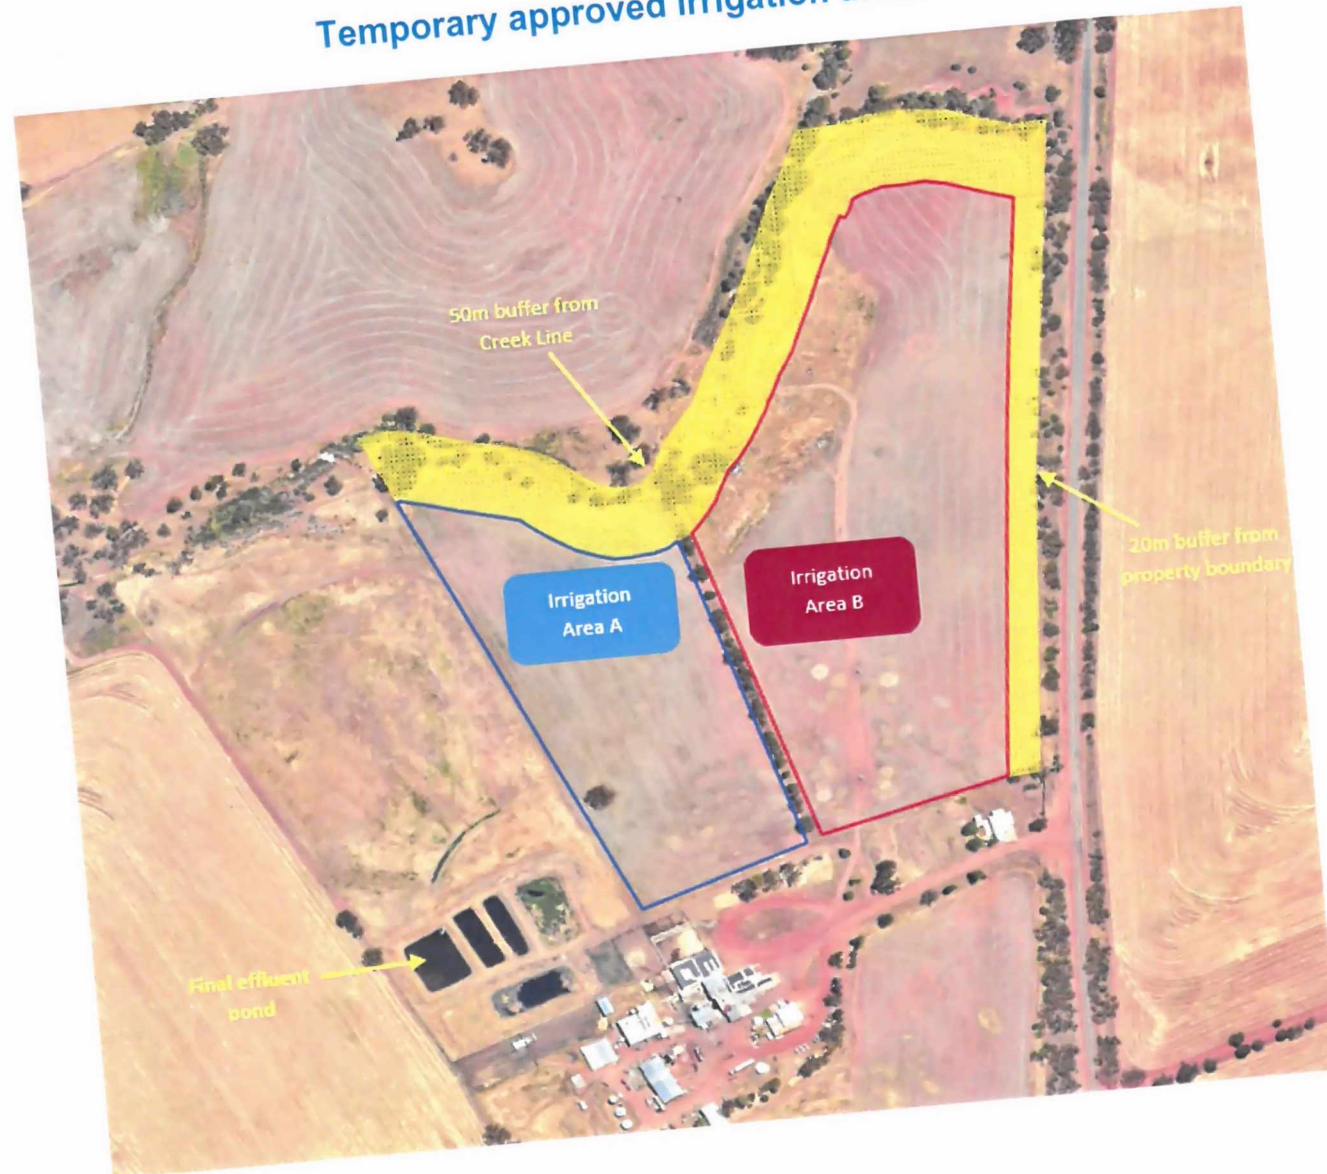 Temporary approved irrigation
50m buffer from
Creek Line
Irrigation
Area A
Irrigation
Area B
20m buffer from
property boundary
Final effluent
pond